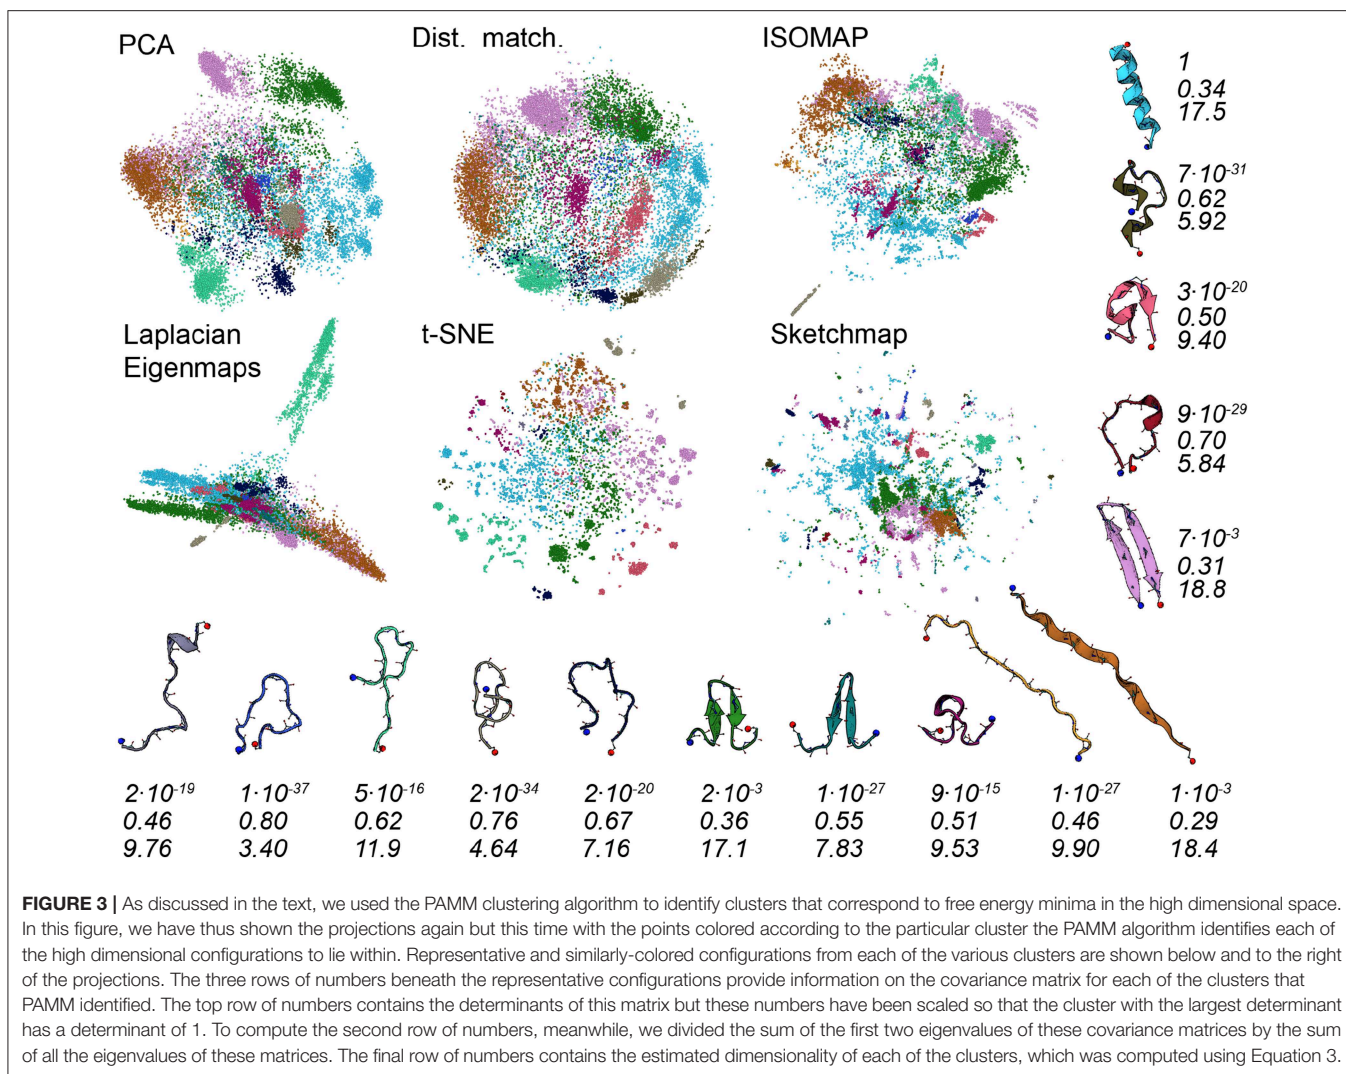 PCA
Dist. match.
ISOMAP
1
0.34
17.5
7·10⁻³¹
0.62
5.92
3·10⁻²⁰
0.50
9.40
Laplacian
Eigenmaps
t-SNE
Sketchmap
9·10⁻²⁹
0.70
5.84
7·10⁻³
0.31
18.8
2·10⁻¹⁹ 1·10⁻³⁷ 5·10⁻¹⁶ 2·10⁻³⁴ 2·10⁻²⁰ 2·10⁻³ 1·10⁻²⁷ 9·10⁻¹⁵ 1·10⁻²⁷ 1·10⁻³
0.46 0.80 0.62 0.76 0.67 0.36 0.55 0.51 0.46 0.29
9.76 3.40 11.9 4.64 7.16 17.1 7.83 9.53 9.90 18.4
FIGURE 3 | As discussed in the text, we used the PAMM clustering algorithm to identify clusters that correspond to free energy minima in the high dimensional space.
In this figure, we have thus shown the projections again but this time with the points colored according to the particular cluster the PAMM algorithm identifies each of
the high dimensional configurations to lie within. Representative and similarly-colored configurations from each of the various clusters are shown below and to the right
of the projections. The three rows of numbers beneath the representative configurations provide information on the covariance matrix for each of the clusters that
PAMM identified. The top row of numbers contains the determinants of this matrix but these numbers have been scaled so that the cluster with the largest determinant
has a determinant of 1. To compute the second row of numbers, meanwhile, we divided the sum of the first two eigenvalues of these covariance matrices by the sum
of all the eigenvalues of these matrices. The final row of numbers contains the estimated dimensionality of each of the clusters, which was computed using Equation 3.